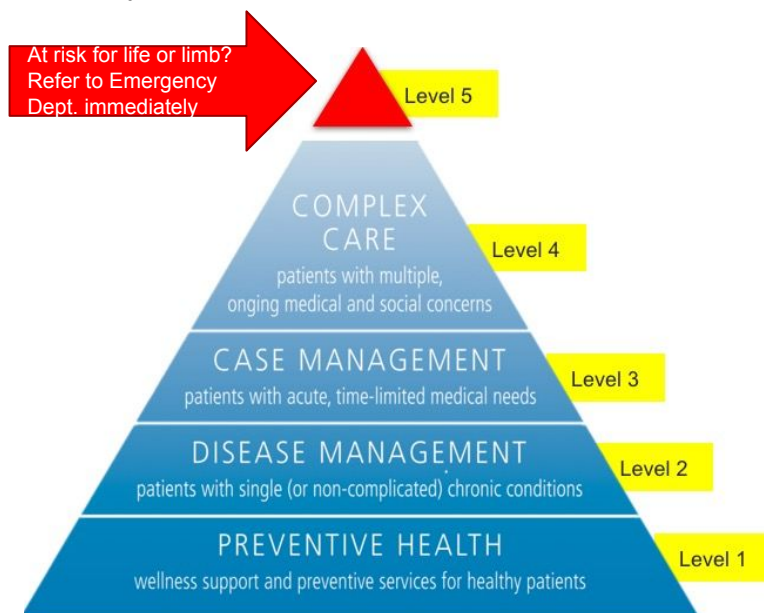 At risk for life or limb?
Refer to Emergency
Dept. immediately
Level 5
COMPLEX
CARE
patients with multiple,
onging medical and social concerns
Level 4
CASE MANAGEMENT
patients with acute, time-limited medical needs
Level 3
DISEASE MANAGEMENT
patients with single (or non-complicated) chronic conditions
Level 2
PREVENTIVE HEALTH
wellness support and preventive services for healthy patients
Level 1